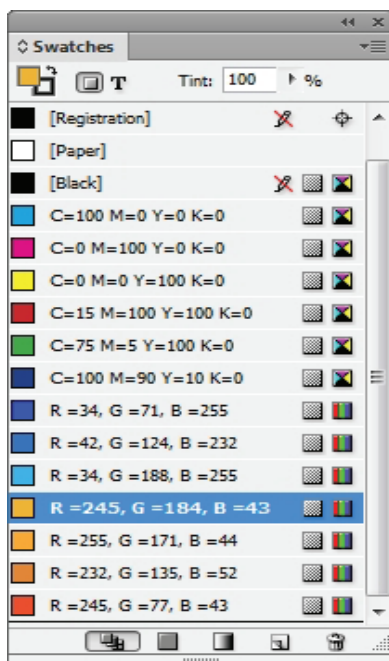 Swatches
T Tint: 100 %
[Registration]
[Paper]
[Black]
C=100 M=0 Y=0 K=0
C=0 M=100 Y=0 K=0
C=0 M=0 Y=100 K=0
C=15 M=100 Y=100 K=0
C=75 M=5 Y=100 K=0
C=100 M=90 Y=10 K=0
R =34, G =71, B =255
R =42, G =124, B =232
R =34, G =188, B =255
R =245, G =184, B =43
R =255, G =171, B =44
R =232, G =135, B =52
R =245, G =77, B =43